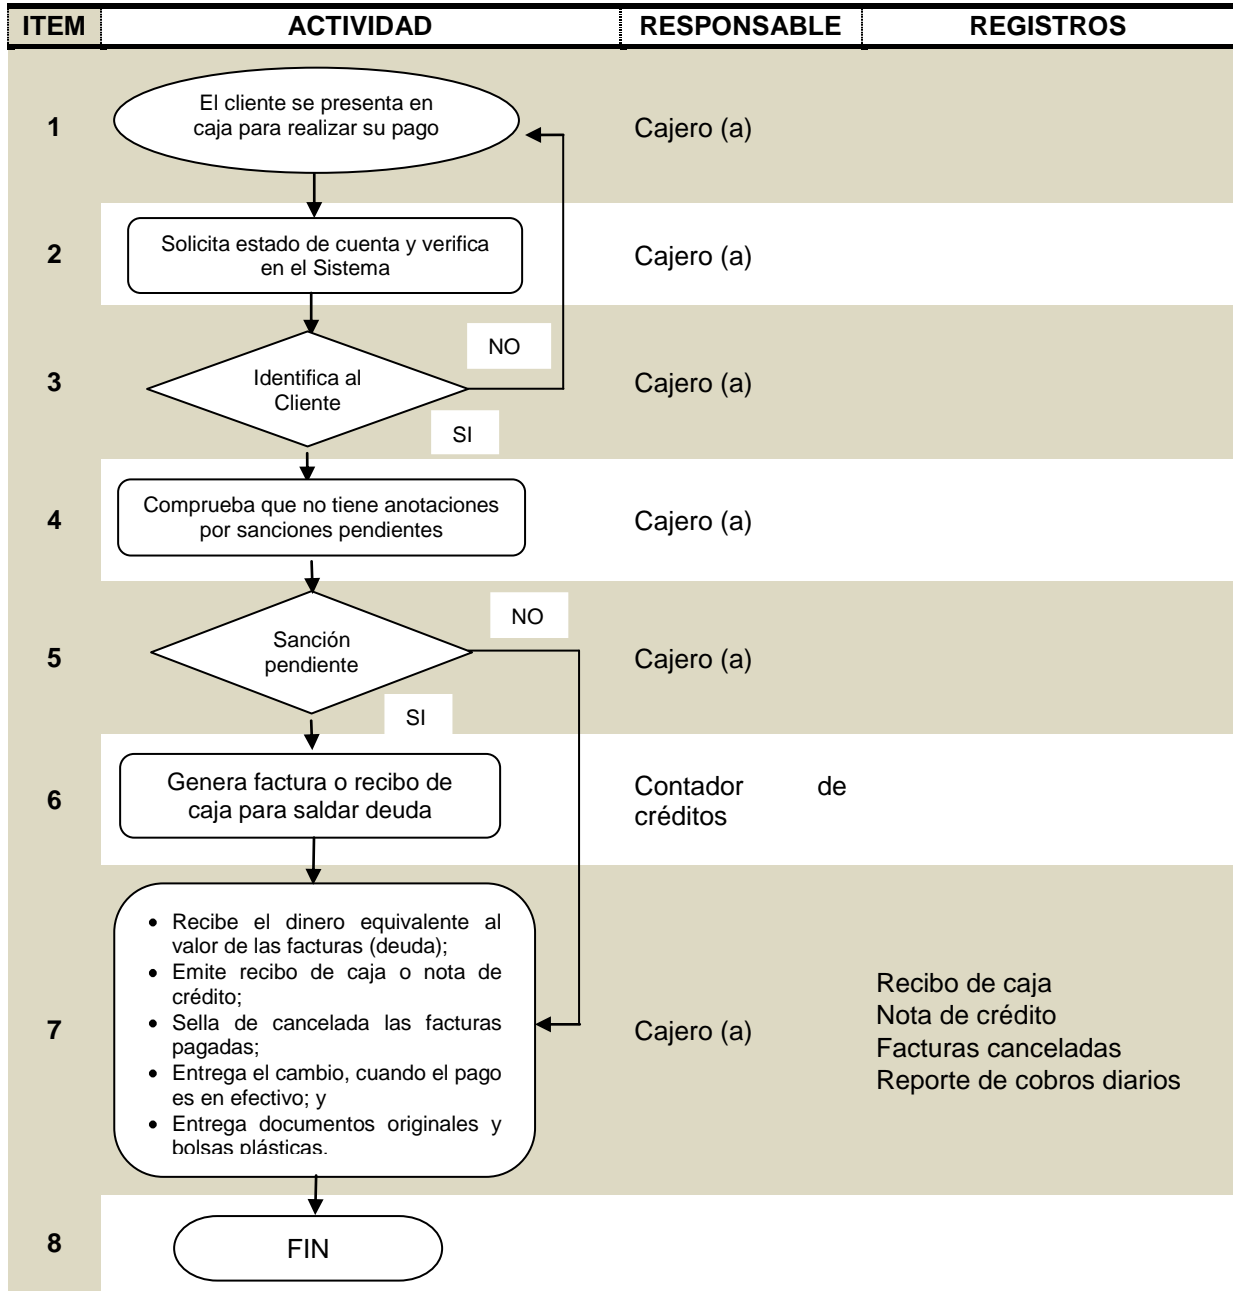 ITEM ACTIVIDAD RESPONSABLE REGISTROS
1
El cliente se presenta en
caja para realizar su pago
Cajero (a)
2
Solicita estado de cuenta y verifica
en el Sistema
Cajero (a)
NO
3
Identifica al
Cliente
Cajero (a)
SI
4
Comprueba que no tiene anotaciones
por sanciones pendientes
Cajero (a)
NO
5
Sanción
pendiente
Cajero (a)
SI
6
Genera factura o recibo de
caja para saldar deuda
Contador de
créditos
7
• Recibe el dinero equivalente al
valor de las facturas (deuda);
• Emite recibo de caja o nota de
crédito;
• Sella de cancelada las facturas
pagadas;
• Entrega el cambio, cuando el pago
es en efectivo; y
• Entrega documentos originales y
bolsas plásticas.
Cajero (a)
Recibo de caja
Nota de crédito
Facturas canceladas
Reporte de cobros diarios
8
FIN